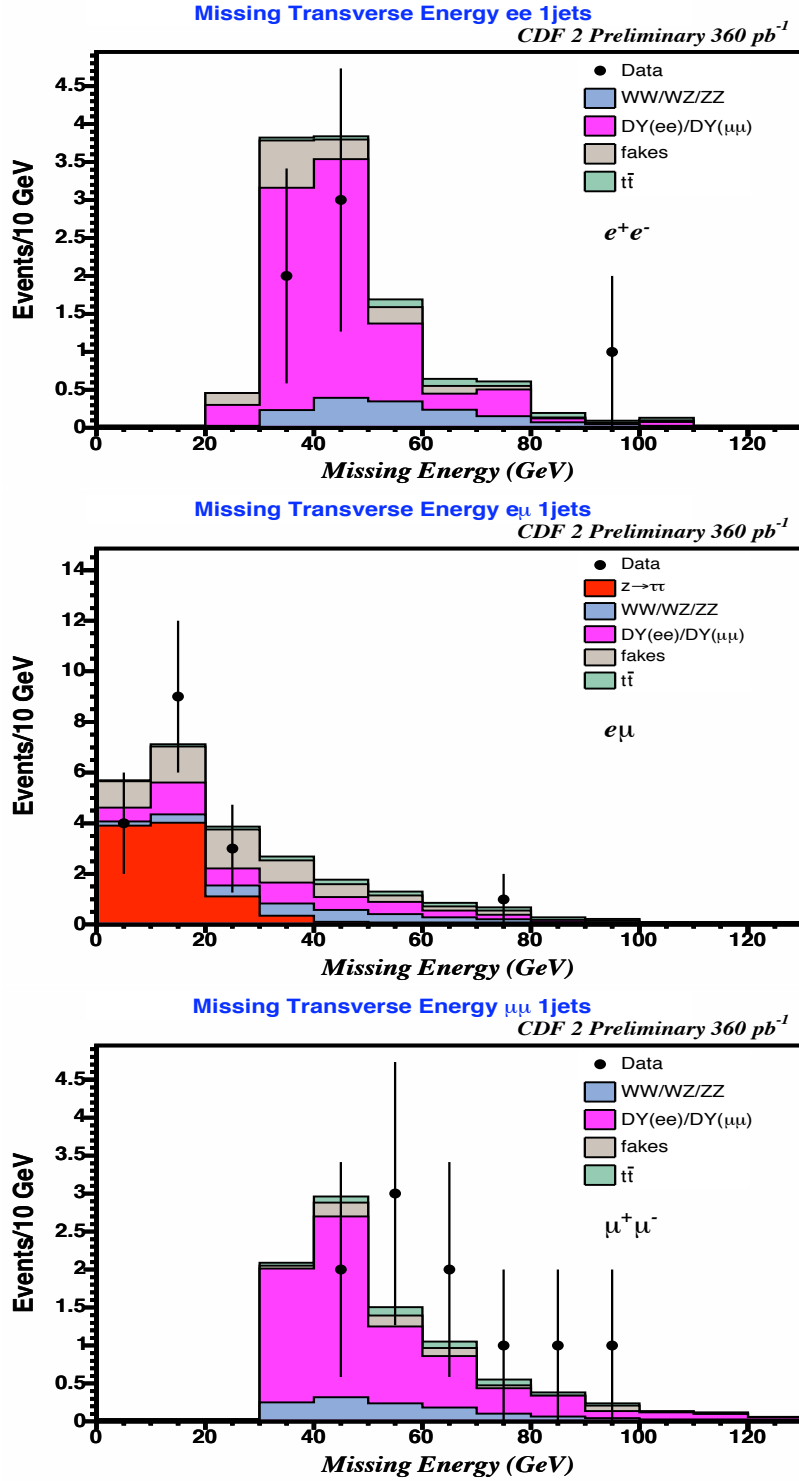 Missing Transverse Energy ee 1jets
CDF 2 Preliminary 360 pb⁻¹
Events/10 GeV
4.5
4
3.5
3
2.5
2
1.5
1
0.5
0
Data
WW/WZ/ZZ
DY(ee)/DY(μμ)
fakes
tt̄
e⁺e⁻
0 20 40 60 80 100 120
Missing Energy (GeV)
Missing Transverse Energy eμ 1jets
CDF 2 Preliminary 360 pb⁻¹
Events/10 GeV
14
12
10
8
6
4
2
0
Data
z→ττ
WW/WZ/ZZ
DY(ee)/DY(μμ)
fakes
tt̄
eμ
0 20 40 60 80 100 120
Missing Energy (GeV)
Missing Transverse Energy μμ 1jets
CDF 2 Preliminary 360 pb⁻¹
Events/10 GeV
4.5
4
3.5
3
2.5
2
1.5
1
0.5
0
Data
WW/WZ/ZZ
DY(ee)/DY(μμ)
fakes
tt̄
μ⁺μ⁻
0 20 40 60 80 100 120
Missing Energy (GeV)